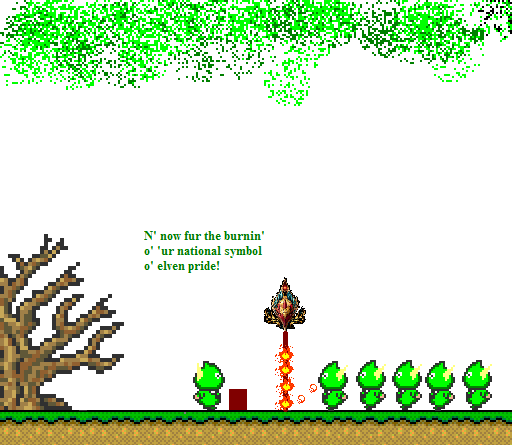 N' now fur the burnin'
o' 'ur national symbol
o' elven pride!